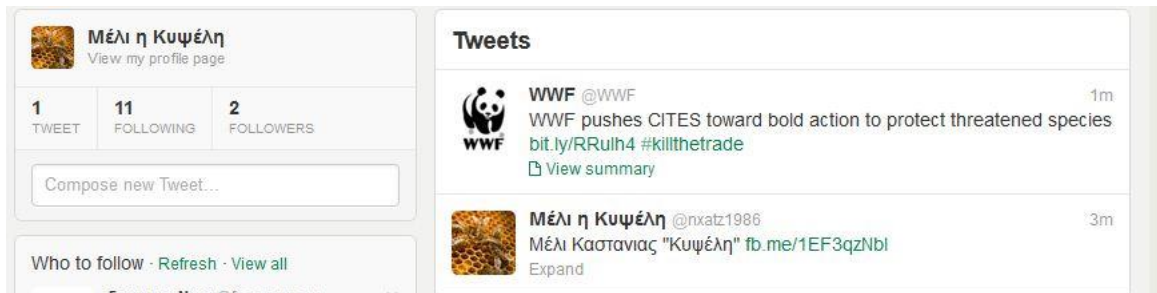 Μέλι η Κυψέλη
View my profile page
1 11 2
TWEET FOLLOWING FOLLOWERS
Compose new Tweet...
Who to follow · Refresh · View all
Tweets
WWF @WWF 1m
WWF pushes CITES toward bold action to protect threatened species
bit.ly/RRulh4 #killthetrade
View summary
WWF
Μέλι η Κυψέλη @nxatz1986 3m
Μέλι Καστανιας "Κυψέλη" fb.me/1EF3qzNbl
Expand